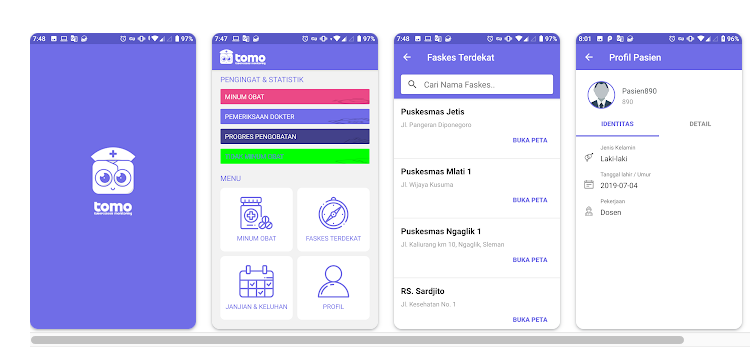 7:48
97%
tomo
tuberculosis monitoring
7:47
97%
tomo
PENGINGAT & STATISTIK
MINUM OBAT
PEMERIKSAAN DOKTER
PROGRES PENGOBATAN
MENU
MINUM OBAT
FASKES TERDEKAT
JANJIAN & KELUHAN
PROFIL
7:48
97%
Faskes Terdekat
Cari Nama Faskes..
Puskesmas Jetis
Jl. Pangeran Diponegoro
BUKA PETA
Puskesmas Mlati 1
Jl. Wijaya Kusuma
BUKA PETA
Puskesmas Ngaglik 1
Jl. Kaliurang km 10, Ngaglik, Sleman
BUKA PETA
RS. Sardjito
Jl. Kesehatan No. 1
BUKA PETA
8:01
96%
Profil Pasien
Pasien890
890
IDENTITAS
DETAIL
Jenis Kelamin
Laki-laki
Tanggal lahir / Umur
2019-07-04
Pekerjaan
Dosen